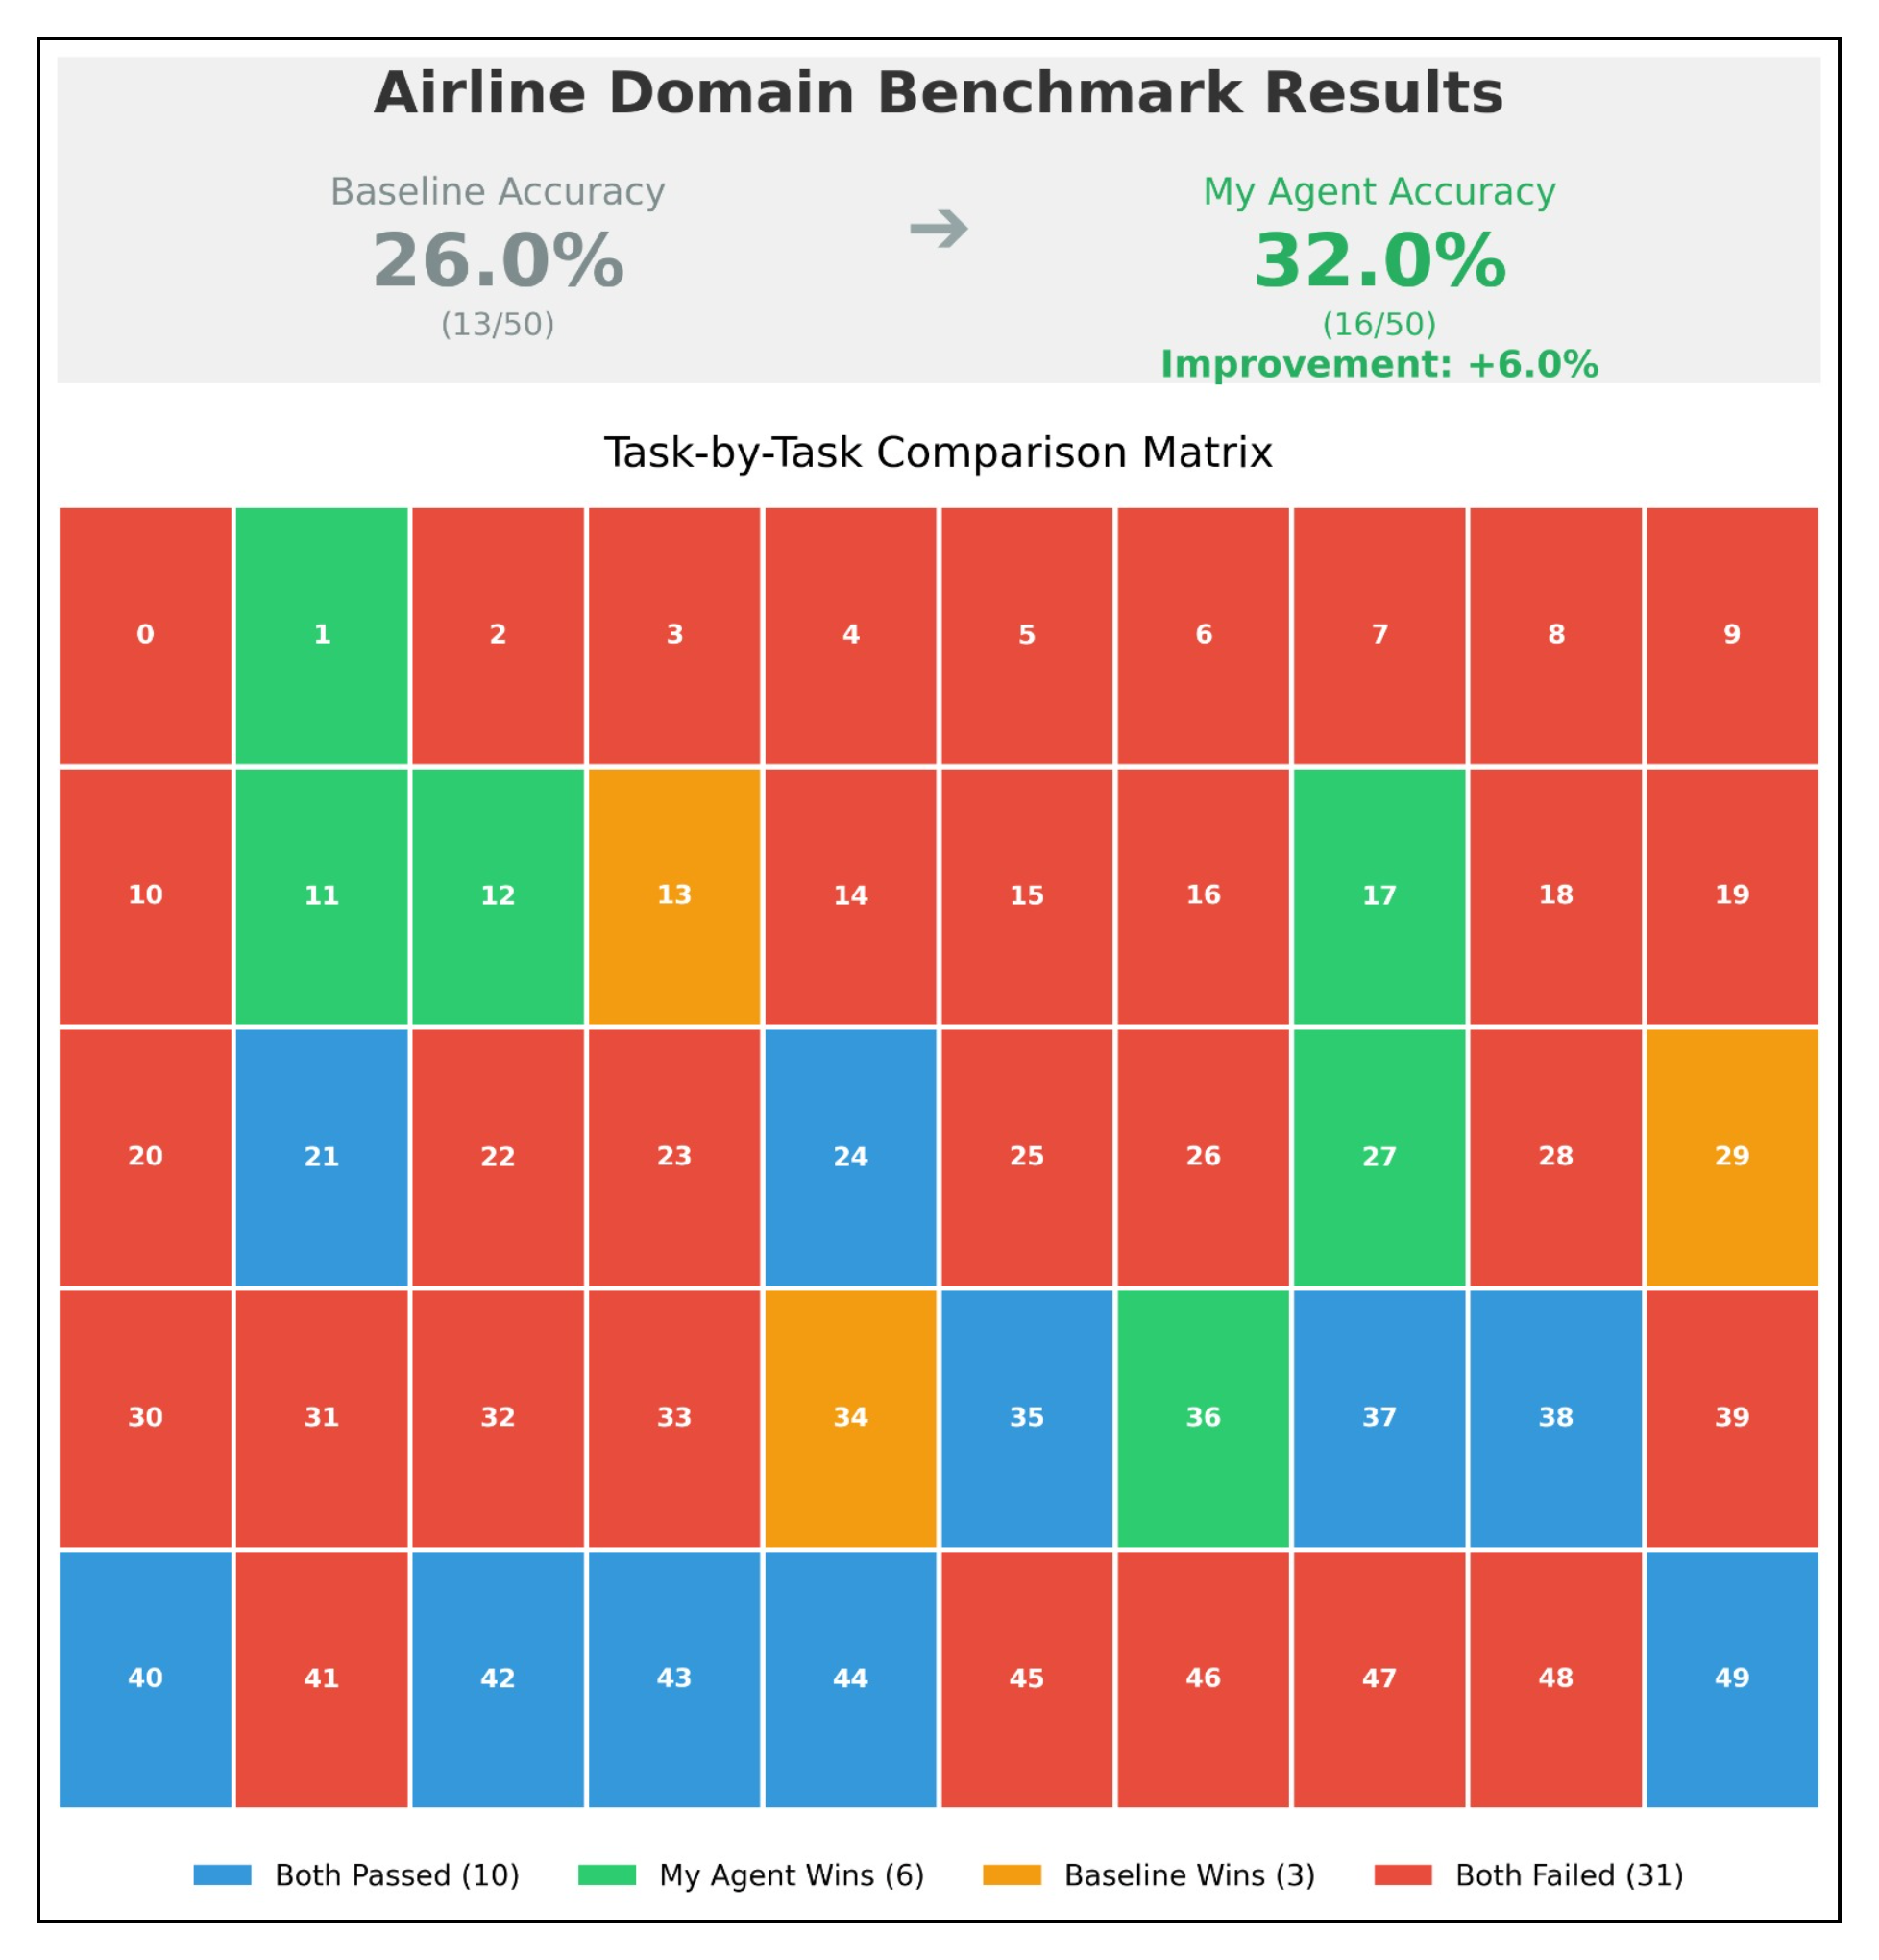 Airline Domain Benchmark Results
Baseline Accuracy
26.0%
(13/50)
➔
My Agent Accuracy
32.0%
(16/50)
Improvement: +6.0%
Task-by-Task Comparison Matrix
0 1 2 3 4 5 6 7 8 9
10 11 12 13 14 15 16 17 18 19
20 21 22 23 24 25 26 27 28 29
30 31 32 33 34 35 36 37 38 39
40 41 42 43 44 45 46 47 48 49
Both Passed (10) My Agent Wins (6) Baseline Wins (3) Both Failed (31)